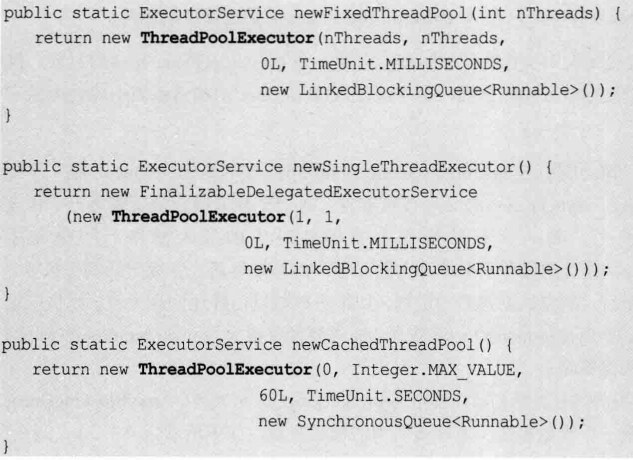 public static ExecutorService newFixedThreadPool(int nThreads) {
return new ThreadPoolExecutor(nThreads, nThreads,
0L, TimeUnit.MILLISECONDS,
new LinkedBlockingQueue<Runnable>());
}
public static ExecutorService newSingleThreadExecutor() {
return new FinalizableDelegatedExecutorService
(new ThreadPoolExecutor(1, 1,
0L, TimeUnit.MILLISECONDS,
new LinkedBlockingQueue<Runnable>()));
}
public static ExecutorService newCachedThreadPool() {
return new ThreadPoolExecutor(0, Integer.MAX_VALUE,
60L, TimeUnit.SECONDS,
new SynchronousQueue<Runnable>());
}